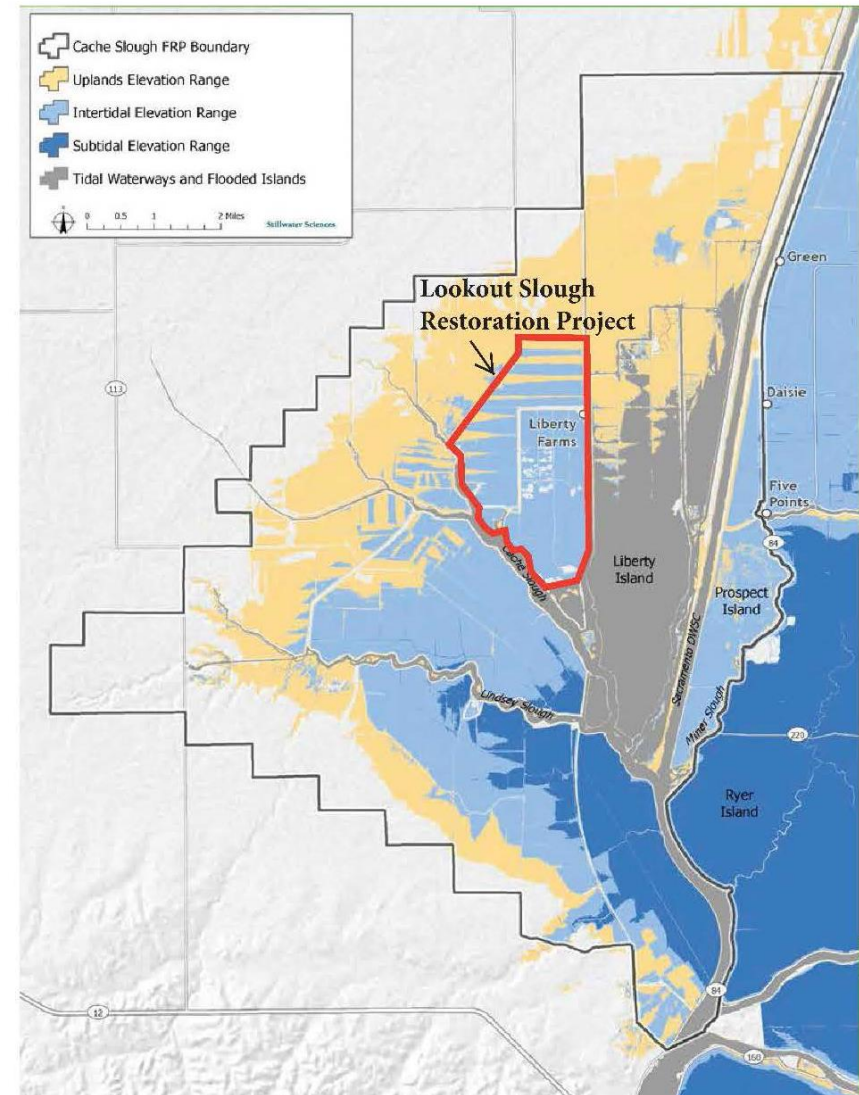 Cache Slough FRP Boundary
Uplands Elevation Range
Intertidal Elevation Range
Subtidal Elevation Range
Tidal Waterways and Flooded Islands
N
0 0.5 1 2 Miles
Stillwater Sciences
Green
Lookout Slough
Restoration Project
113
Daisie
Liberty
Farms
Five
Points
84
Cache Slough
Liberty
Island
Prospect
Island
Sacramento DWSC
Lindsey Slough
Miner Slough
220
Ryer
Island
84
12
160